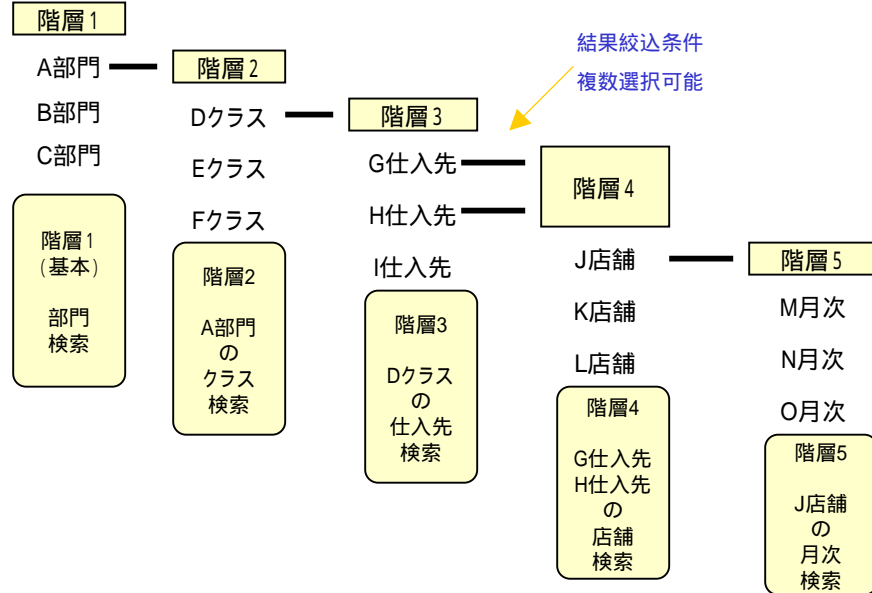 階層1
A部門
B部門
C部門
階層1
(基本)
部門
検索
階層2
Dクラス
Eクラス
Fクラス
階層2
A部門
の
クラス
検索
階層3
G仕入先
H仕入先
I仕入先
階層3
Dクラス
の
仕入先
検索
結果絞込条件
複数選択可能
階層4
J店舗
K店舗
L店舗
階層4
G仕入先
H仕入先
の
店舗
検索
階層5
M月次
N月次
O月次
階層5
J店舗
の
月次
検索